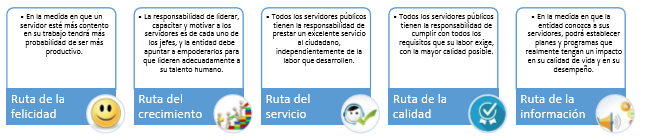 • En la medida en que un
servidor esté más contento
en su trabajo tendrá más
probabilidad de ser más
productivo.
Ruta de la
felicidad
• La responsabilidad de liderar,
capacitar y motivar a los
servidores es de cada uno de
los jefes, y la entidad debe
apuntar a empoderarlos para
que lideren adecuadamente a
su talento humano.
Ruta del
crecimiento
• Todos los servidores públicos
tienen la responsabilidad de
prestar un excelente servicio
al ciudadano,
independientemente de la
labor que desarrollen.
Ruta del
servicio
• Todos los servidores públicos
tienen la responsabilidad de
cumplir con todos los
requisitos que su labor exige,
con la mayor calidad posible.
Ruta de la
calidad
• En la medida en que la
entidad conozca a sus
servidores, podrá establecer
planes y programas que
realmente tengan un impacto
en su calidad de vida y en su
desempeño.
Ruta de la
información